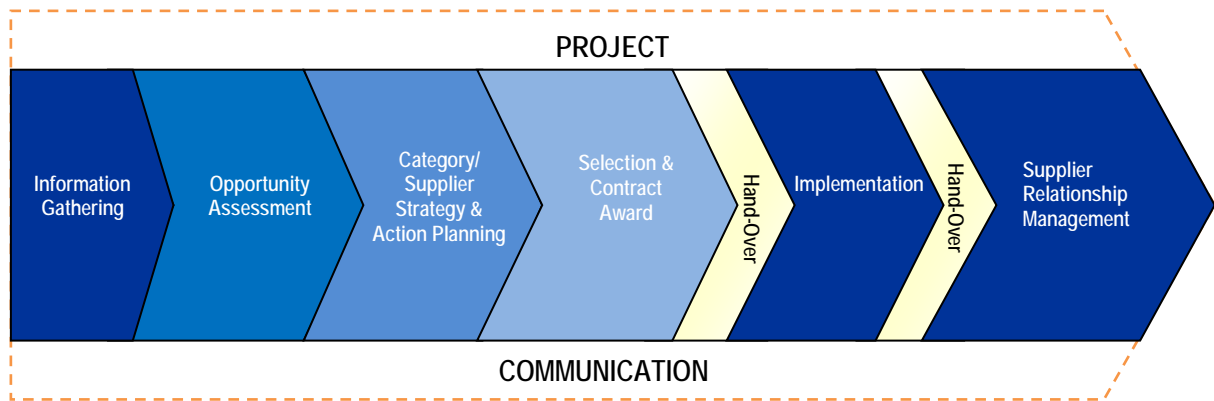 PROJECT
Information
Gathering
Opportunity
Assessment
Category/
Supplier
Strategy &
Action Planning
Selection &
Contract
Award
Hand-Over
Implementation
Hand-Over
Supplier
Relationship
Management
COMMUNICATION